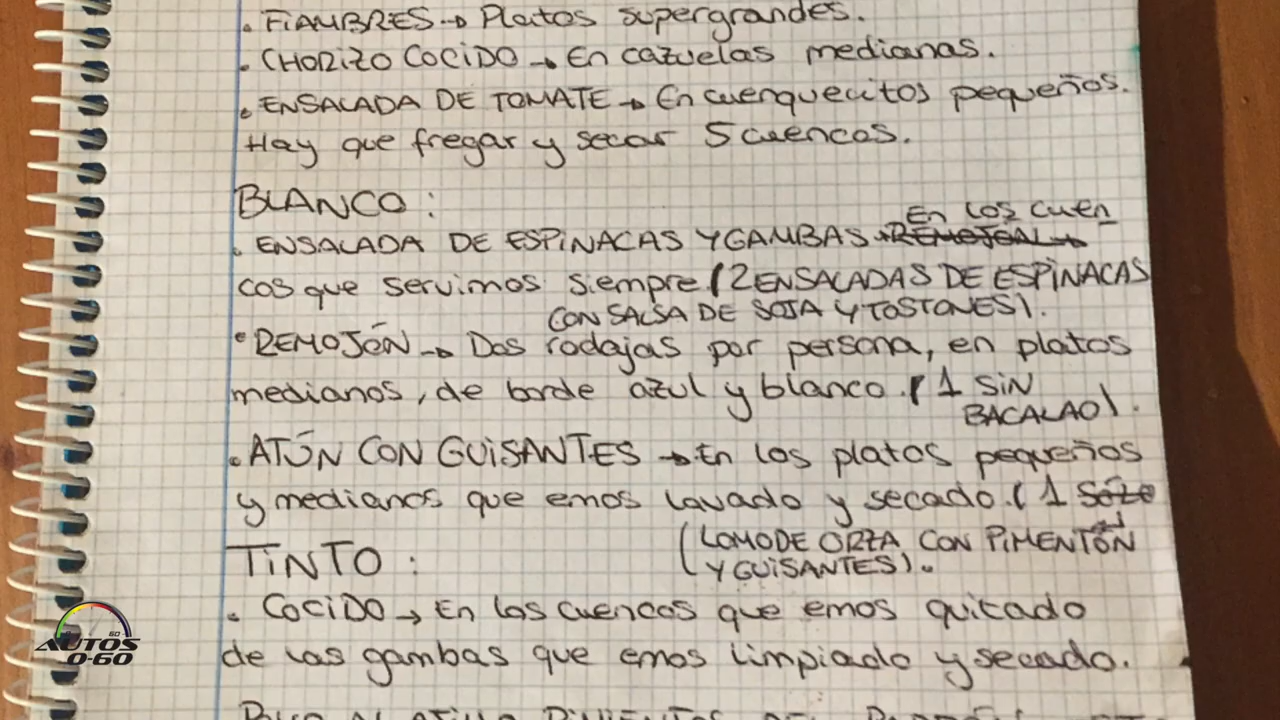 . FIAMBRES → Platos supergrandes.
. CHORIZO COCIDO → En cazuelas medianas.
. ENSALADA DE TOMATE → En cuenquecitos pequeños.
Hay que fregar y secar 5 cuencos.
BLANCO :
En los cuen
. ENSALADA DE ESPINACAS Y GAMBAS → REMOJON →
cos que servimos siempre (2 ENSALADAS DE ESPINACAS
CON SALSA DE SOJA Y TOSTONES).
. REMOJÓN → Dos rodajas por persona, en platos
medianos, de borde azul y blanco. (1 SIN
BACALAO).
. ATÚN CON GUISANTES → En los platos pequeños
y medianos que emos lavado y secado. (1
(LOMO DE ORZA CON PIMENTÓN
TINTO :
Y GUISANTES).
. COCIDO → En los cuencos que emos quitado
de las gambas que emos limpiado y secado.
AUTOS
0-60
60